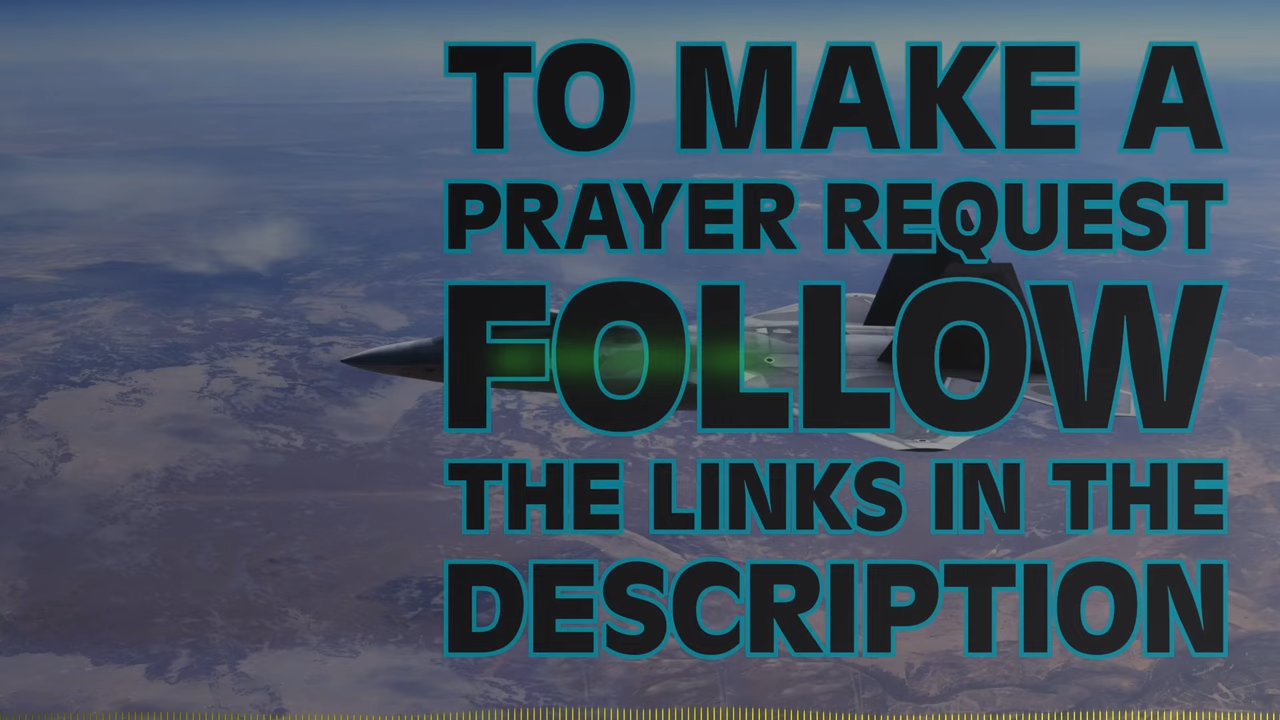 TO MAKE A
PRAYER REQUEST
FOLLOW
THE LINKS IN THE
DESCRIPTION